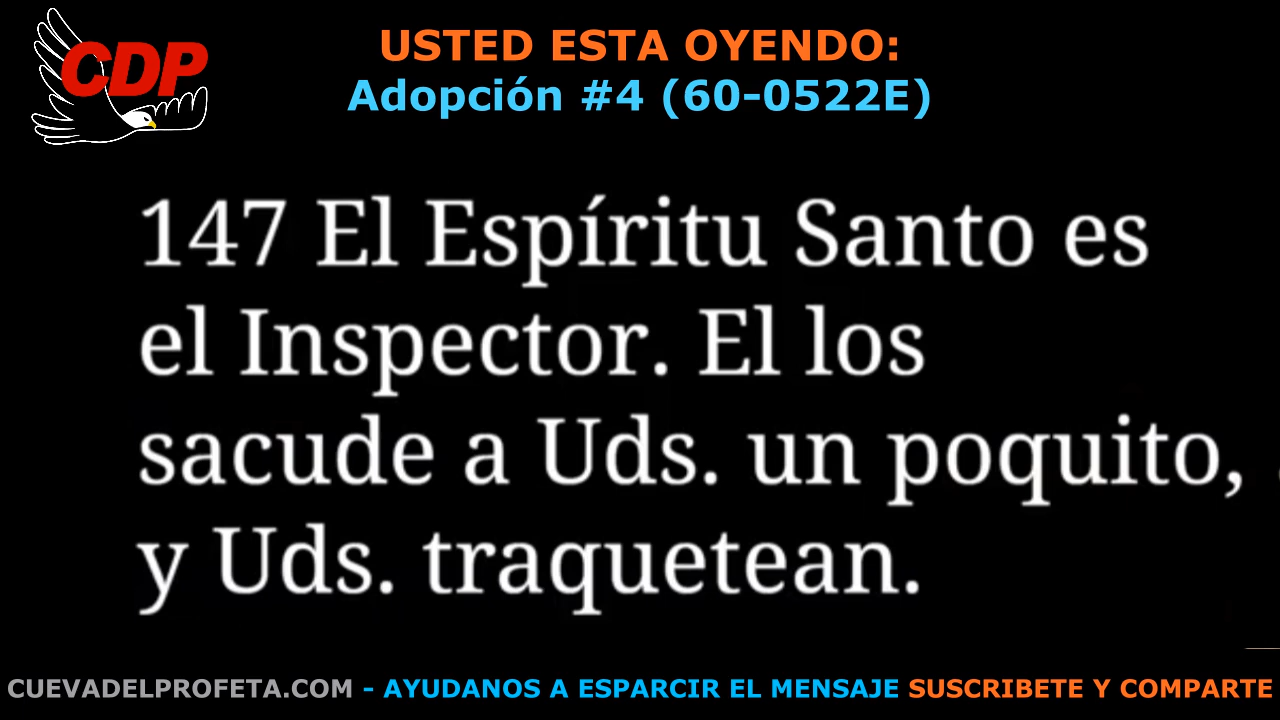 CDP
USTED ESTA OYENDO:
Adopción #4 (60-0522E)
147 El Espíritu Santo es
el Inspector. El los
sacude a Uds. un poquito,
y Uds. traquetean.
CUEVADELPROFETA.COM - AYUDANOS A ESPARCIR EL MENSAJE SUSCRIBETE Y COMPARTE